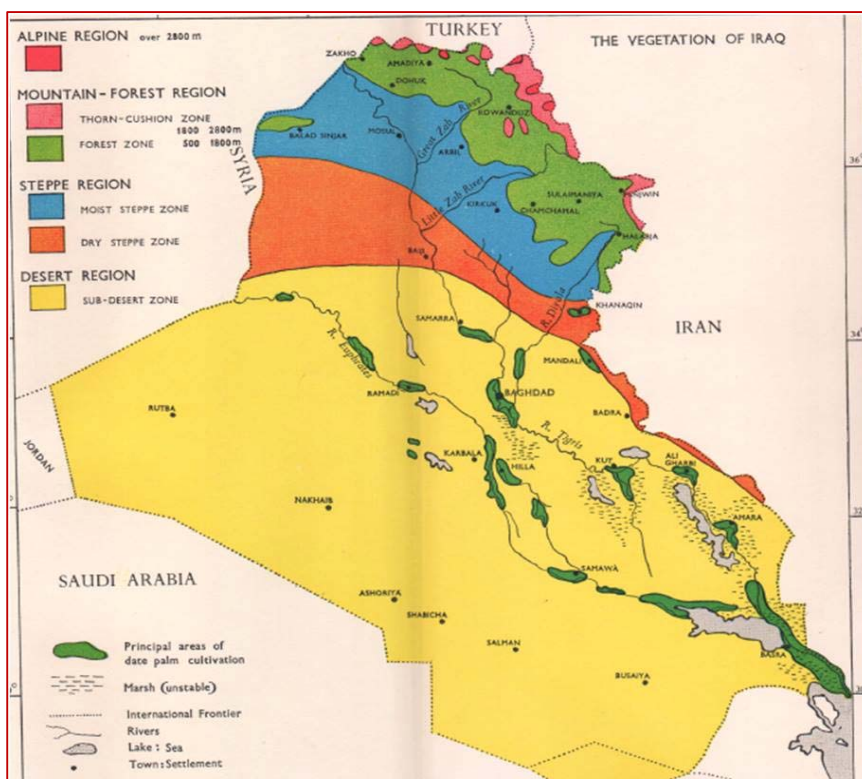 TURKEY
THE VEGETATION OF IRAQ
ALPINE REGION over 2800 m
MOUNTAIN-FOREST REGION
THORN-CUSHION ZONE
1800 2800m
FOREST ZONE 500 1800m
STEPPE REGION
MOIST STEPPE ZONE
DRY STEPPE ZONE
DESERT REGION
SUB-DESERT ZONE
ZAKHO
AMADIYA
DOHUK
ROWANDUZ
Great Zab River
BALAD SINJAR
MOSUL
ARBIL
SYRIA
36°
Little Zab River
SULAIMANIYA
KIRKUK
CHAMCHAMAL
HALABJA
BAIJI
KHANAQIN
R. Diyala
IRAN
SAMARRA
34°
R. Euphrates
MANDALI
RAMADI
BAGHDAD
RUTBA
BADRA
R. Tigris
JORDAN
KARBALA
HILLA
KUT
ALI
GHARBI
NAKHAIB
AMARA
32
SAUDI ARABIA
SAMAWA
ASHORIYA
SHABICHA
SALMAN
BASRA
BUSAIYA
Principal areas of
date palm cultivation
Marsh (unstable)
International Frontier
Rivers
Lake: Sea
Town: Settlement